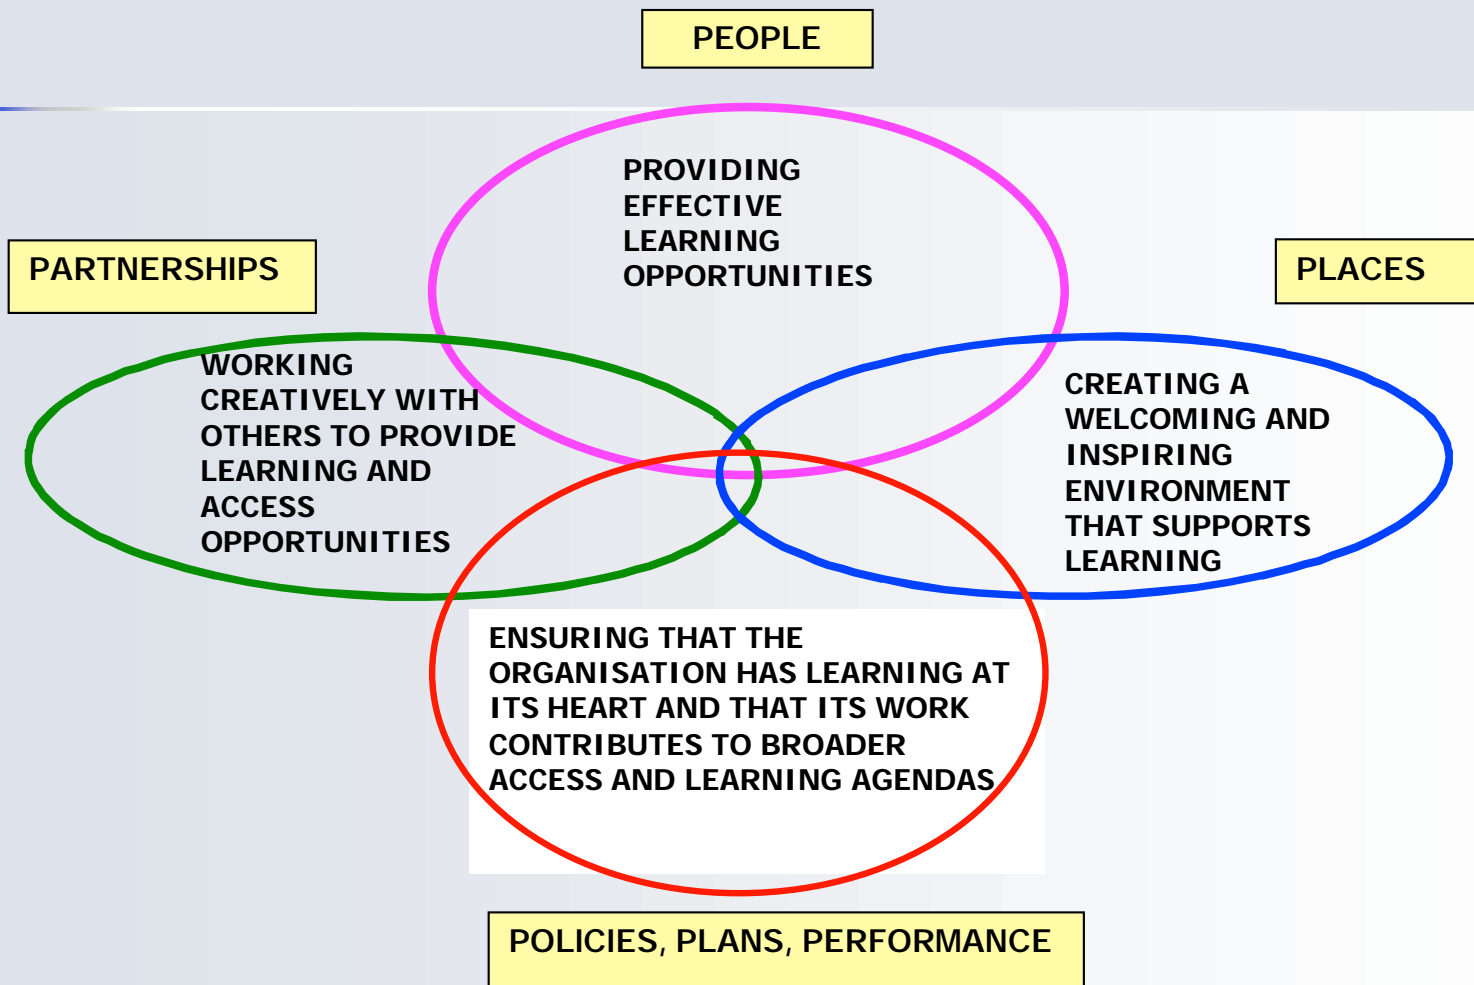 PEOPLE
PROVIDING
EFFECTIVE
LEARNING
OPPORTUNITIES
PARTNERSHIPS
PLACES
WORKING
CREATIVELY WITH
OTHERS TO PROVIDE
LEARNING AND
ACCESS
OPPORTUNITIES
CREATING A
WELCOMING AND
INSPIRING
ENVIRONMENT
THAT SUPPORTS
LEARNING
ENSURING THAT THE
ORGANISATION HAS LEARNING AT
ITS HEART AND THAT ITS WORK
CONTRIBUTES TO BROADER
ACCESS AND LEARNING AGENDAS
POLICIES, PLANS, PERFORMANCE